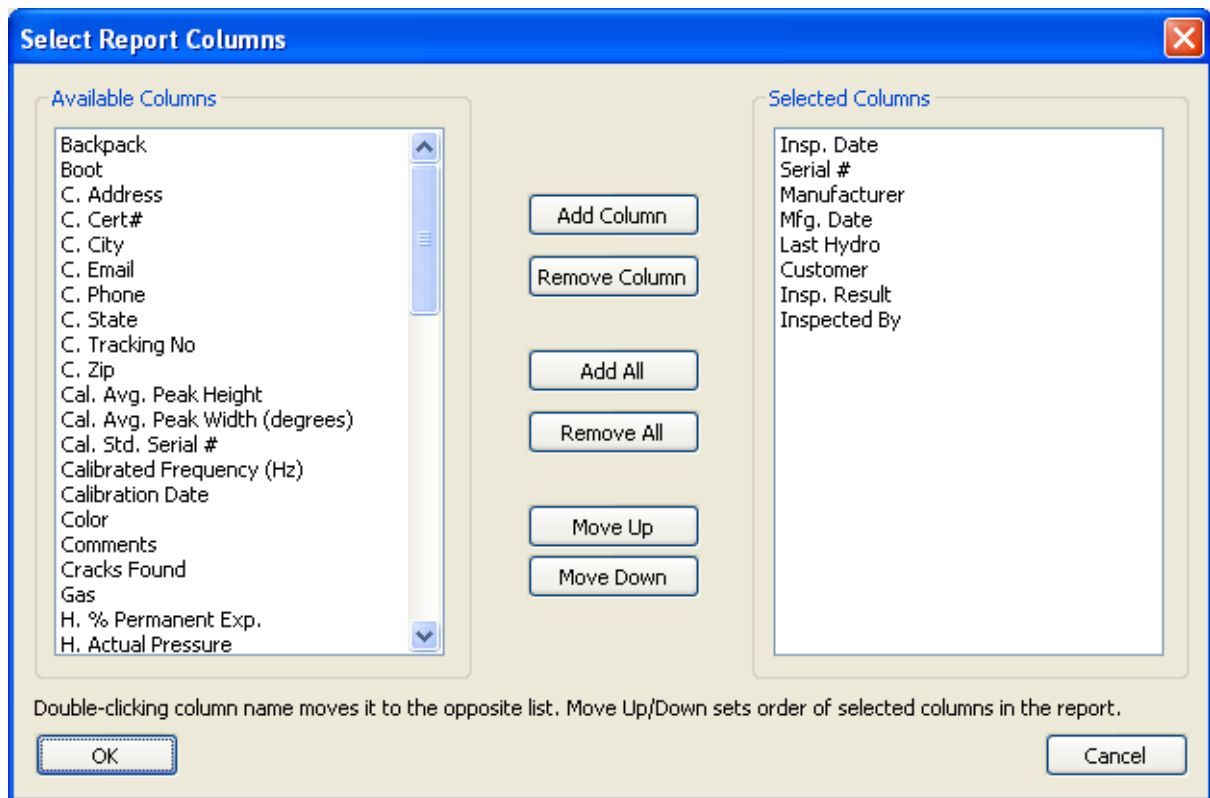 Select Report Columns
Available Columns
Backpack
Boot
C. Address
C. Cert#
C. City
C. Email
C. Phone
C. State
C. Tracking No
C. Zip
Cal. Avg. Peak Height
Cal. Avg. Peak Width (degrees)
Cal. Std. Serial #
Calibrated Frequency (Hz)
Calibration Date
Color
Comments
Cracks Found
Gas
H. % Permanent Exp.
H. Actual Pressure
Add Column
Remove Column
Add All
Remove All
Move Up
Move Down
Selected Columns
Insp. Date
Serial #
Manufacturer
Mfg. Date
Last Hydro
Customer
Insp. Result
Inspected By
Double-clicking column name moves it to the opposite list. Move Up/Down sets order of selected columns in the report.
OK
Cancel